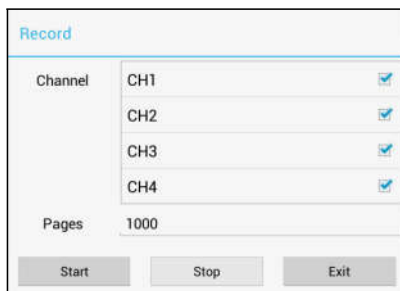 Record
Channel CH1
CH2
CH3
CH4
Pages 1000
Start Stop Exit